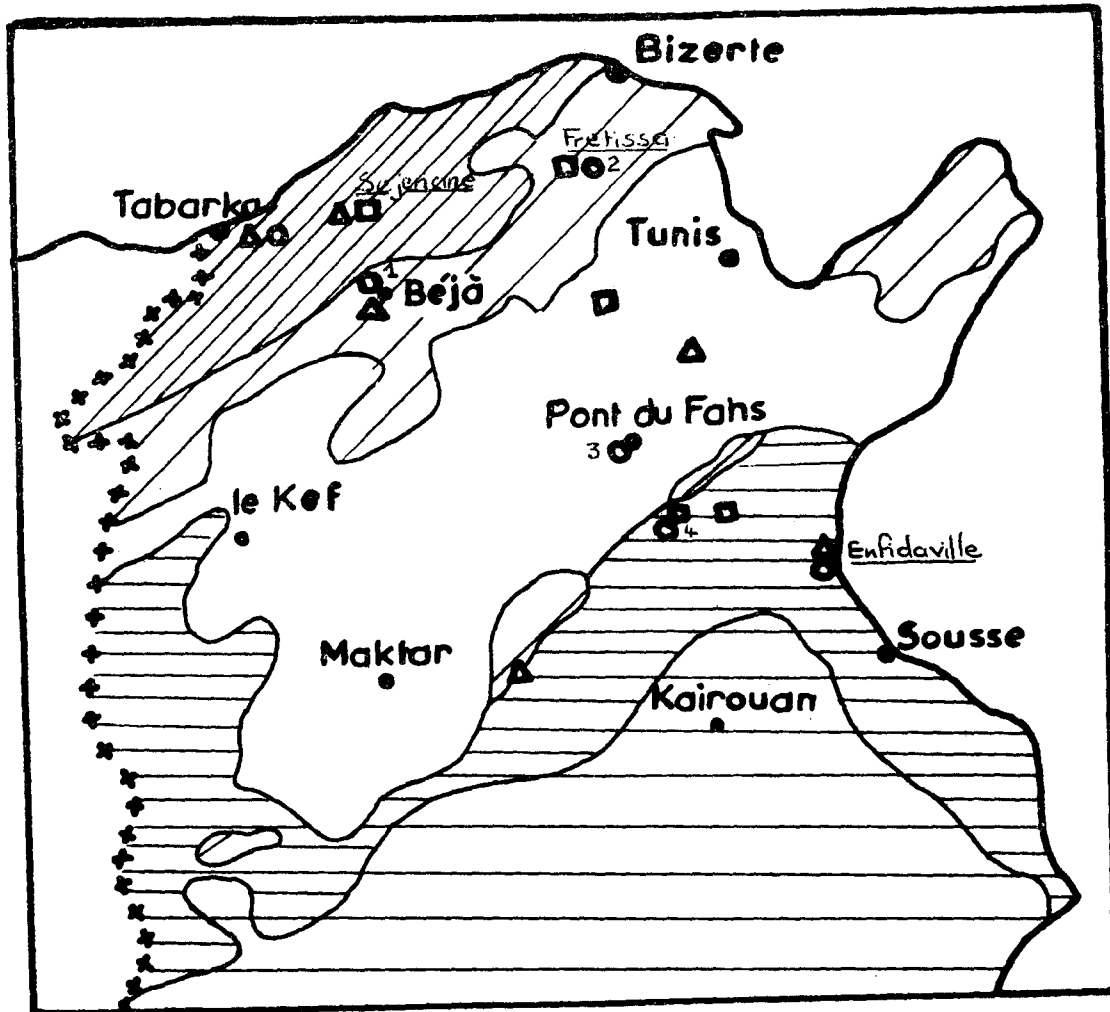 Bizerte
Fretissa
2
Sejenane
Tabarka
Tunis
1
Béjà
Pont du Fahs
3
le Kef
4
Enfidaville
Sousse
Maktar
Kairouan